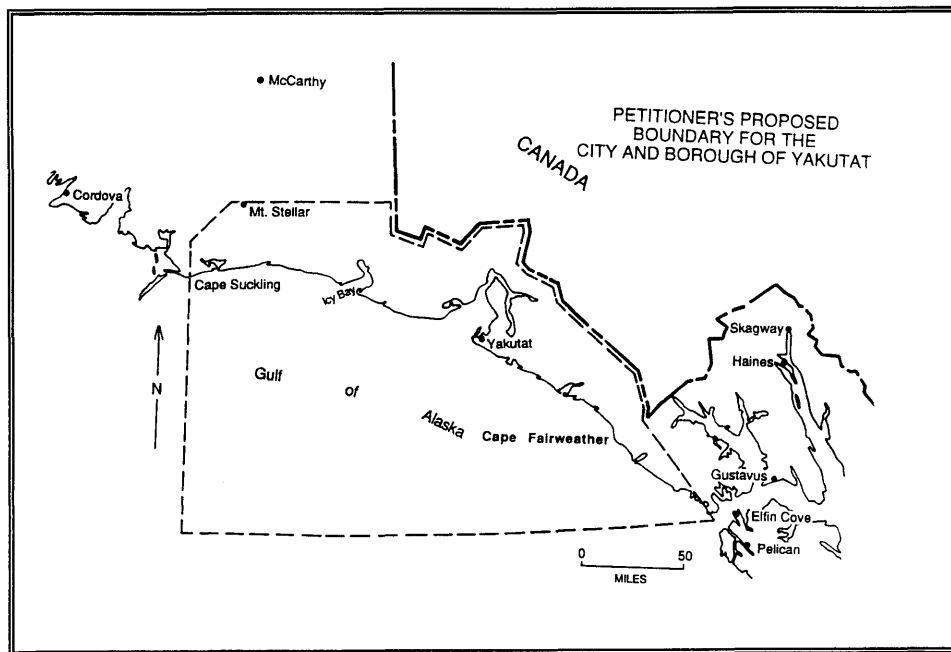 McCarthy
PETITIONER'S PROPOSED
BOUNDARY FOR THE
CITY AND BOROUGH OF YAKUTAT
CANADA
Cordova
Mt. Stellar
Cape Suckling
Icy Bay
Skagway
Yakutat
Haines
N
Gulf
of
Alaska
Cape Fairweather
Gustavus
Elfin Cove
Pelican
0 50
MILES